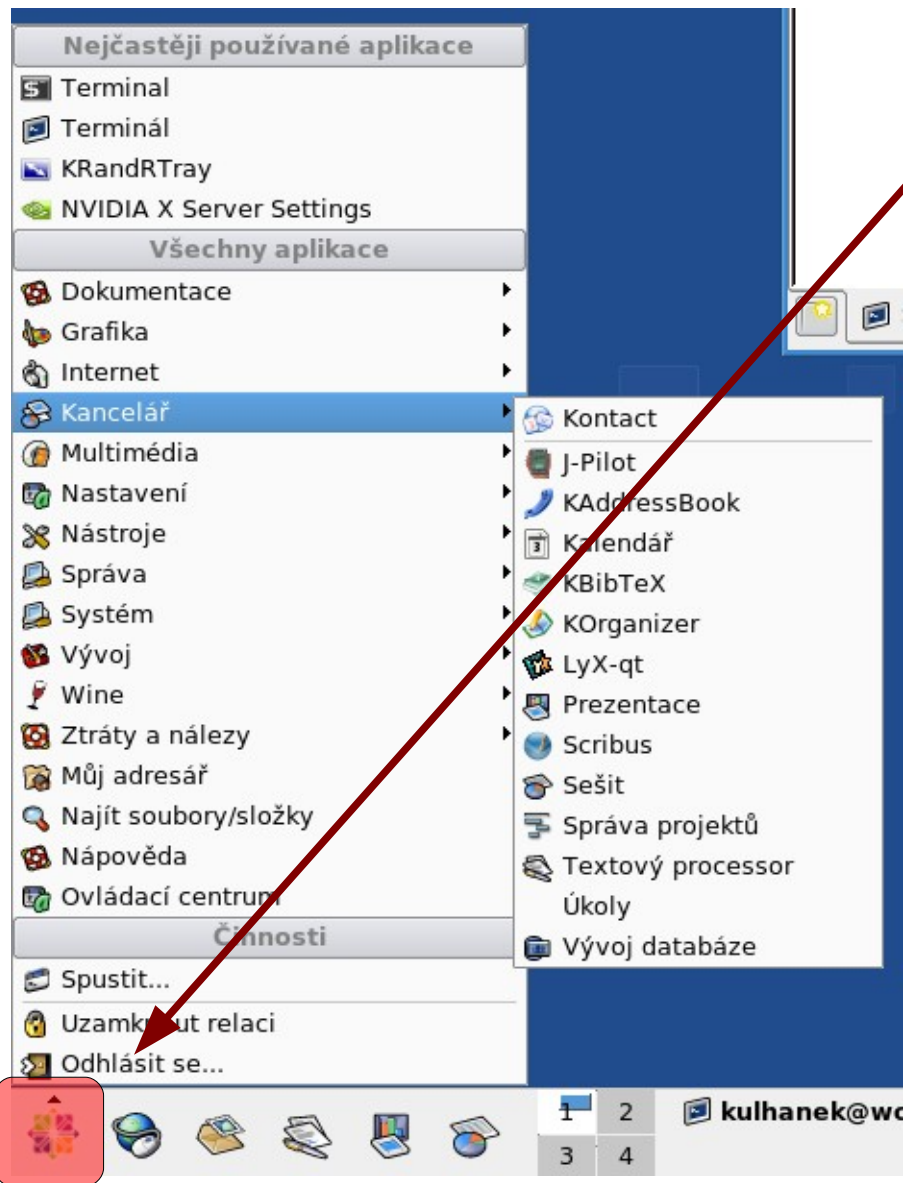 Nejčastěji používané aplikace
Terminal
Terminál
KRandRTray
NVIDIA X Server Settings
Všechny aplikace
Dokumentace
Grafika
Internet
Kancelář
Multimédia
Nastavení
Nástroje
Správa
Systém
Vývoj
Wine
Ztráty a nálezy
Můj adresář
Najít soubory/složky
Nápověda
Ovládací centrum
Činnosti
Spustit...
Uzamknout relaci
Odhlásit se...
Kontact
J-Pilot
KAddressBook
Kalendář
KBibTeX
KOrganizer
LyX-qt
Prezentace
Scribus
Sešit
Správa projektů
Textový processor
Úkoly
Vývoj databáze
1 2
3 4
kulhanek@wo